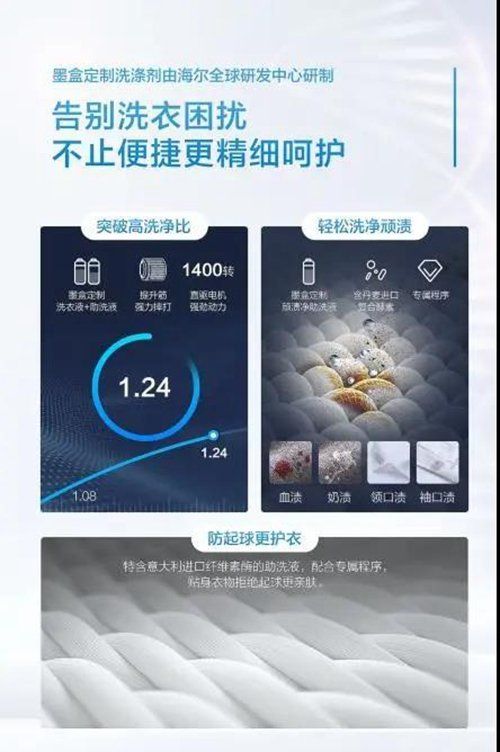 墨盒定制洗涤剂由海尔全球研发中心研制
告别洗衣困扰
不止便捷更精细呵护
突破高洗净比
墨盒定制
洗衣液+助洗液
提升筋
强力摔打
1400转
直驱电机
强劲动力
1.24
1.24
1.08
轻松洗净顽渍
墨盒定制
顽渍净助洗液
含丹麦进口
复合酵素
专属程序
血渍
奶渍
领口渍
袖口渍
防起球更护衣
特含意大利进口纤维素酶的助洗液，配合专属程序，
贴身衣物拒绝起球更亲肤。